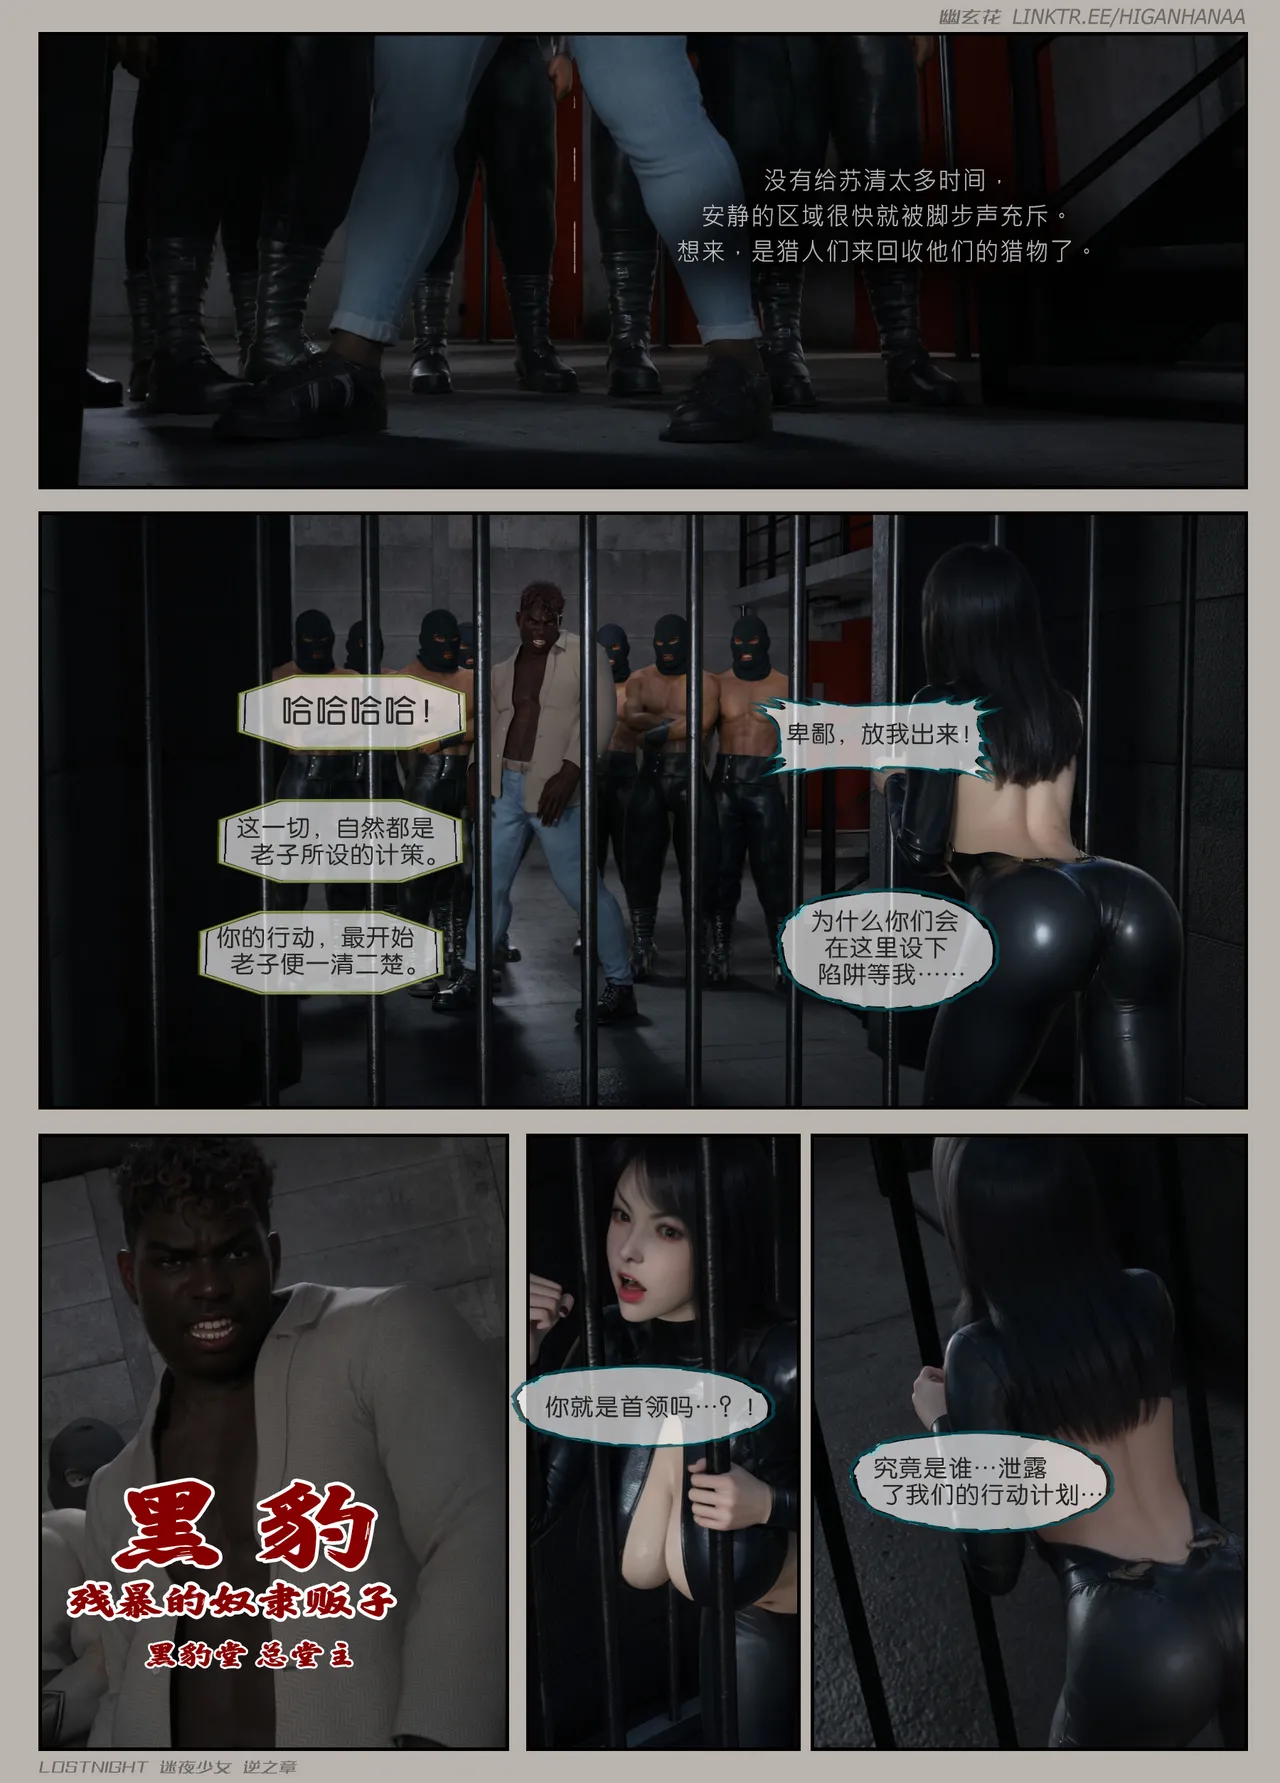 幽玄花 LINKTR.EE/HIGANHANAA
没有给苏清太多时间，
安静的区域很快就被脚步声充斥。
想来，是猎人们来回收他们的猎物了。
哈哈哈哈！
卑鄙，放我出来！
这一切，自然都是
老子所设的计策。
你的行动，最开始
老子便一清二楚。
为什么你们会
在这里设下
陷阱等我……
黑豹
残暴的奴隶贩子
黑豹堂 总堂主
你就是首领吗…？！
究竟是谁…泄露
了我们的行动计划…
LOSTNIGHT 迷夜少女 逆之章